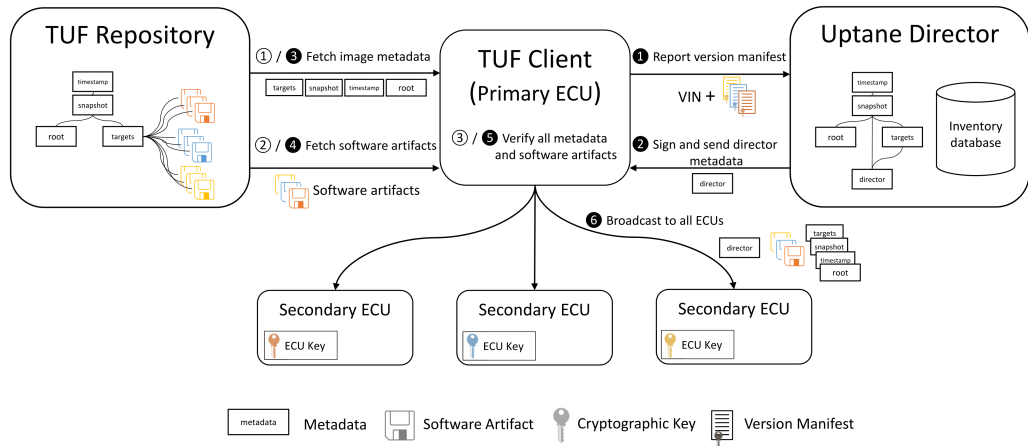 TUF Repository
timestamp
snapshot
root
targets
① / ❸ Fetch image metadata
targets
snapshot
timestamp
root
② / ❹ Fetch software artifacts
Software artifacts
TUF Client
(Primary ECU)
③ / ❺ Verify all metadata
and software artifacts
❶ Report version manifest
VIN +
❷ Sign and send director
metadata
director
Uptane Director
timestamp
snapshot
root
targets
director
Inventory
database
❻ Broadcast to all ECUs
director
targets
snapshot
timestamp
root
Secondary ECU
ECU Key
Secondary ECU
ECU Key
Secondary ECU
ECU Key
metadata
Metadata
Software Artifact
Cryptographic Key
Version Manifest